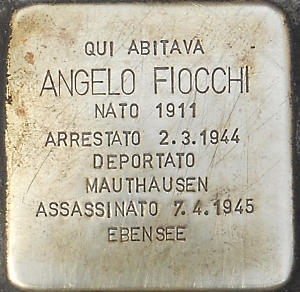 QUI ABITAVA
ANGELO FIOCCHI
NATO 1911
ARRESTATO 2.3.1944
DEPORTATO
MAUTHAUSEN
ASSASSINATO 7.4.1945
EBENSEE